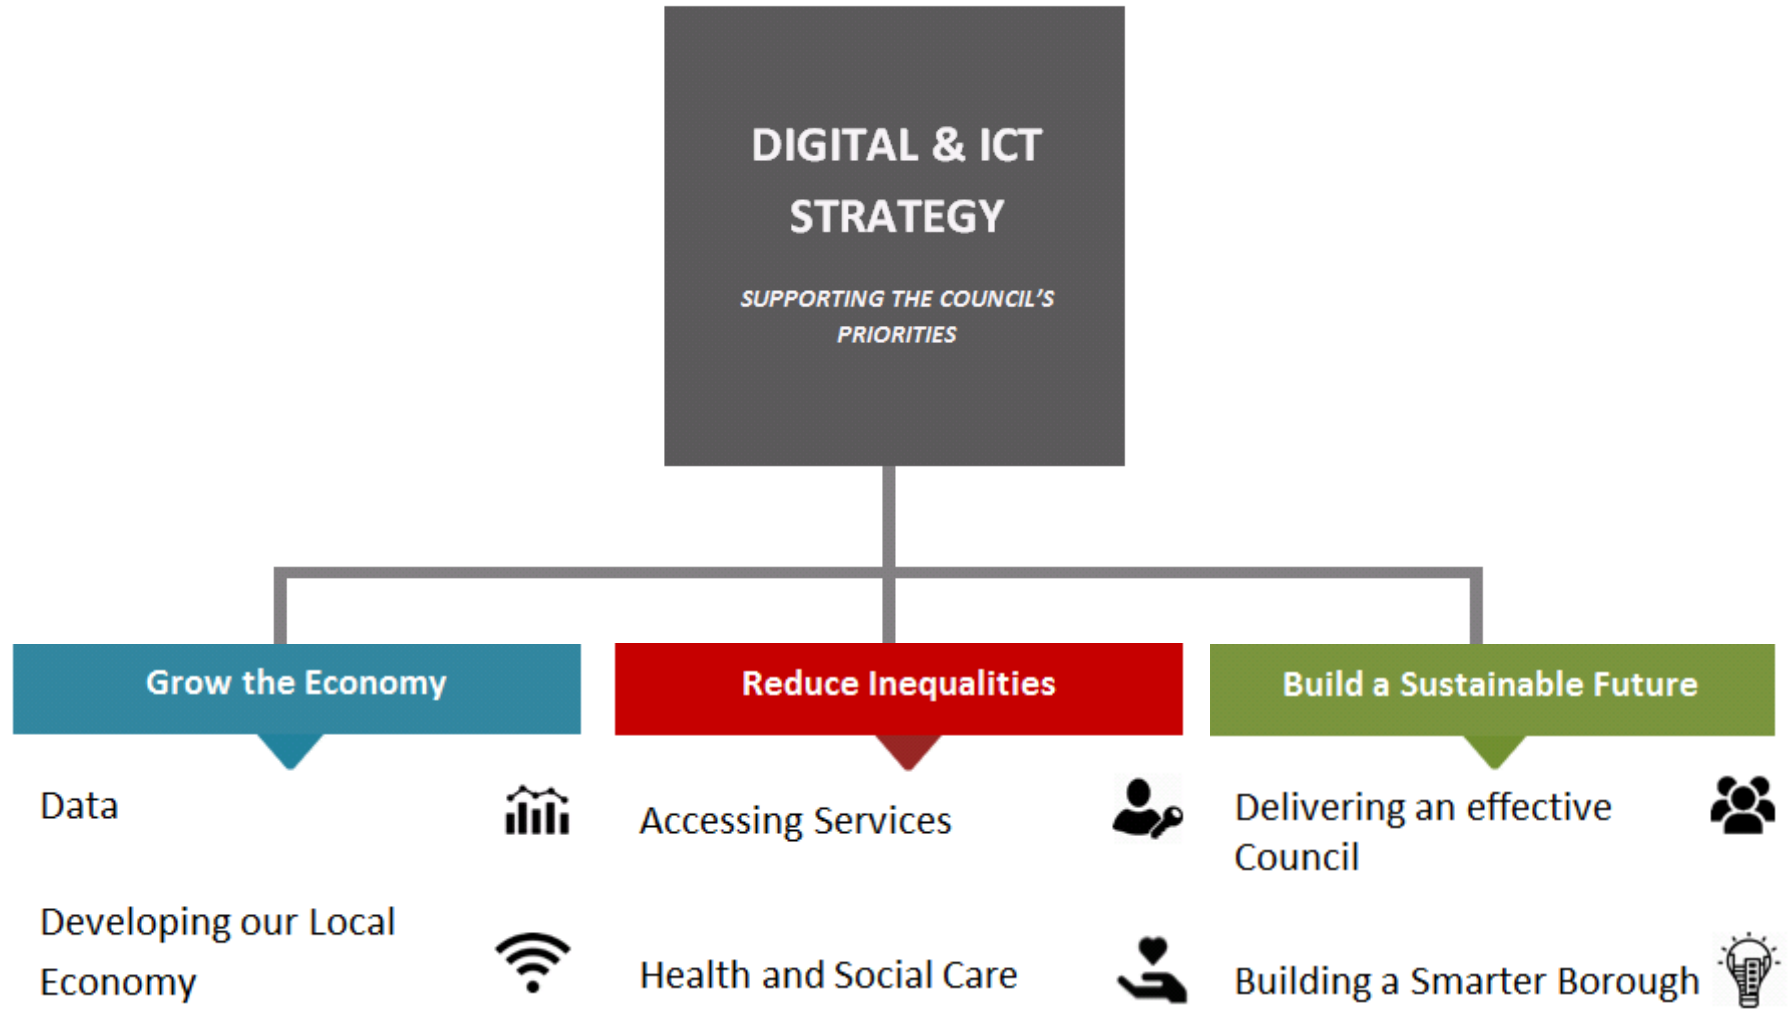 DIGITAL & ICT
STRATEGY
SUPPORTING THE COUNCIL’S
PRIORITIES
Grow the Economy
Data
Developing our Local
Economy
Reduce Inequalities
Accessing Services
Health and Social Care
Build a Sustainable Future
Delivering an effective
Council
Building a Smarter Borough